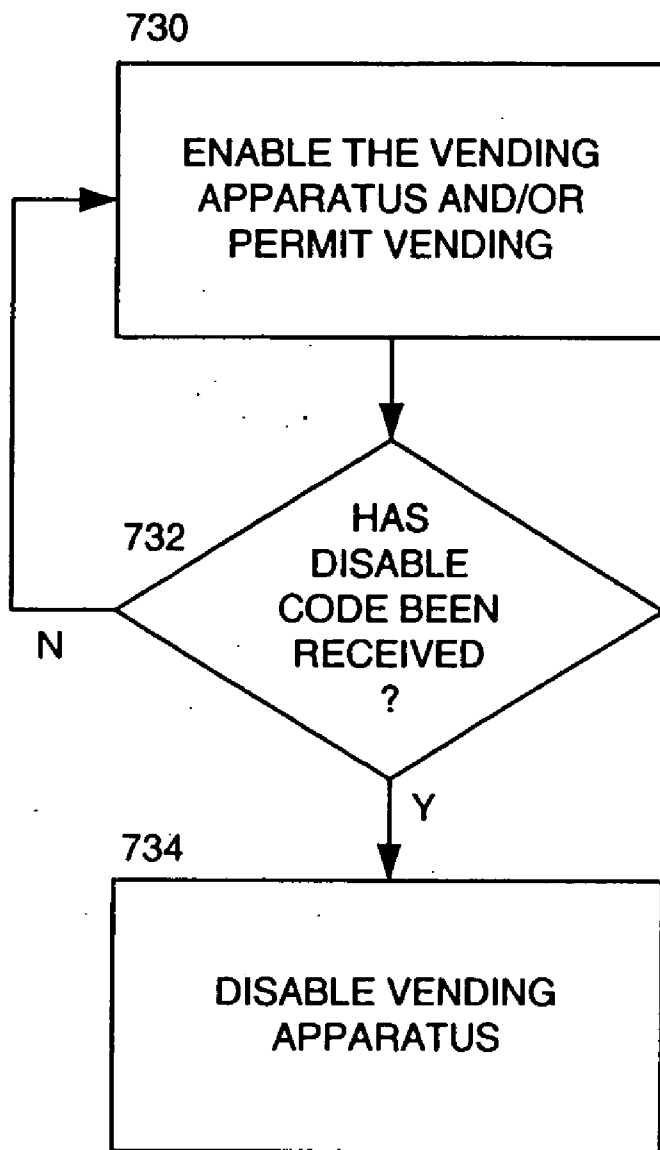 730
ENABLE THE VENDING
APPARATUS AND/OR
PERMIT VENDING
732
HAS
DISABLE
CODE BEEN
RECEIVED
?
N
Y
734
DISABLE VENDING
APPARATUS